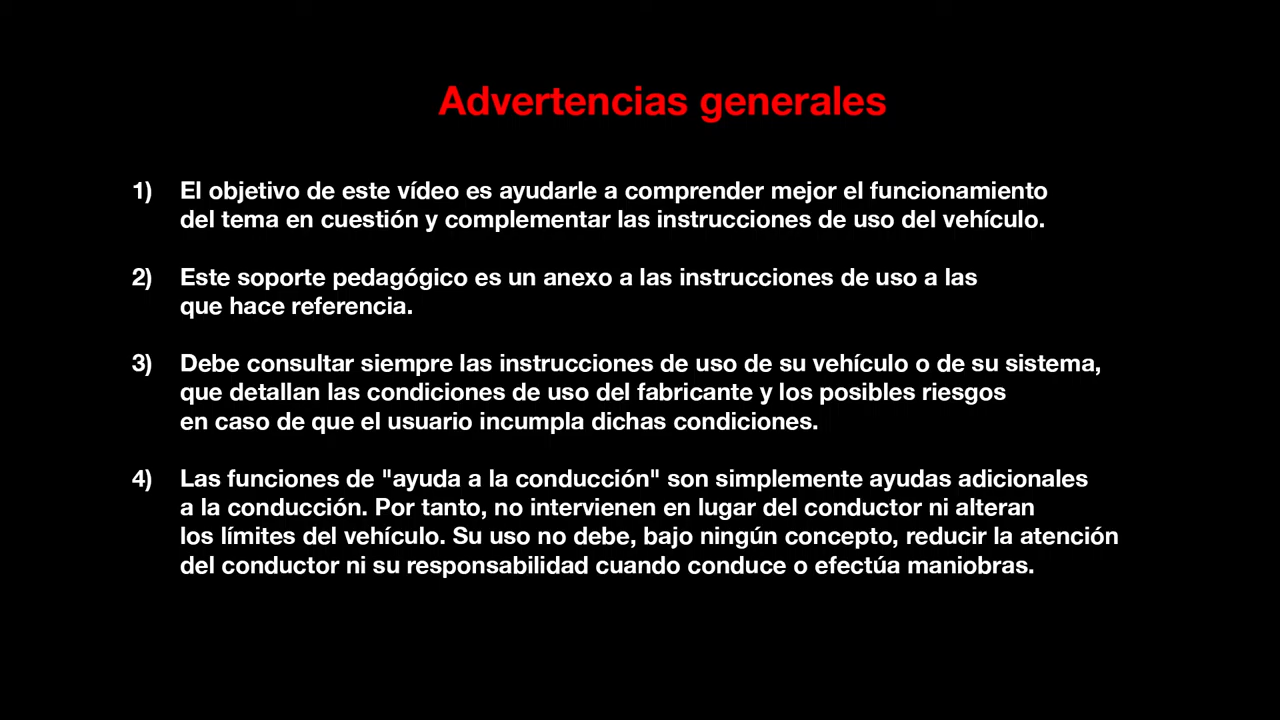 Advertencias generales
1) El objetivo de este vídeo es ayudarle a comprender mejor el funcionamiento
del tema en cuestión y complementar las instrucciones de uso del vehículo.
2) Este soporte pedagógico es un anexo a las instrucciones de uso a las
que hace referencia.
3) Debe consultar siempre las instrucciones de uso de su vehículo o de su sistema,
que detallan las condiciones de uso del fabricante y los posibles riesgos
en caso de que el usuario incumpla dichas condiciones.
4) Las funciones de "ayuda a la conducción" son simplemente ayudas adicionales
a la conducción. Por tanto, no intervienen en lugar del conductor ni alteran
los límites del vehículo. Su uso no debe, bajo ningún concepto, reducir la atención
del conductor ni su responsabilidad cuando conduce o efectúa maniobras.